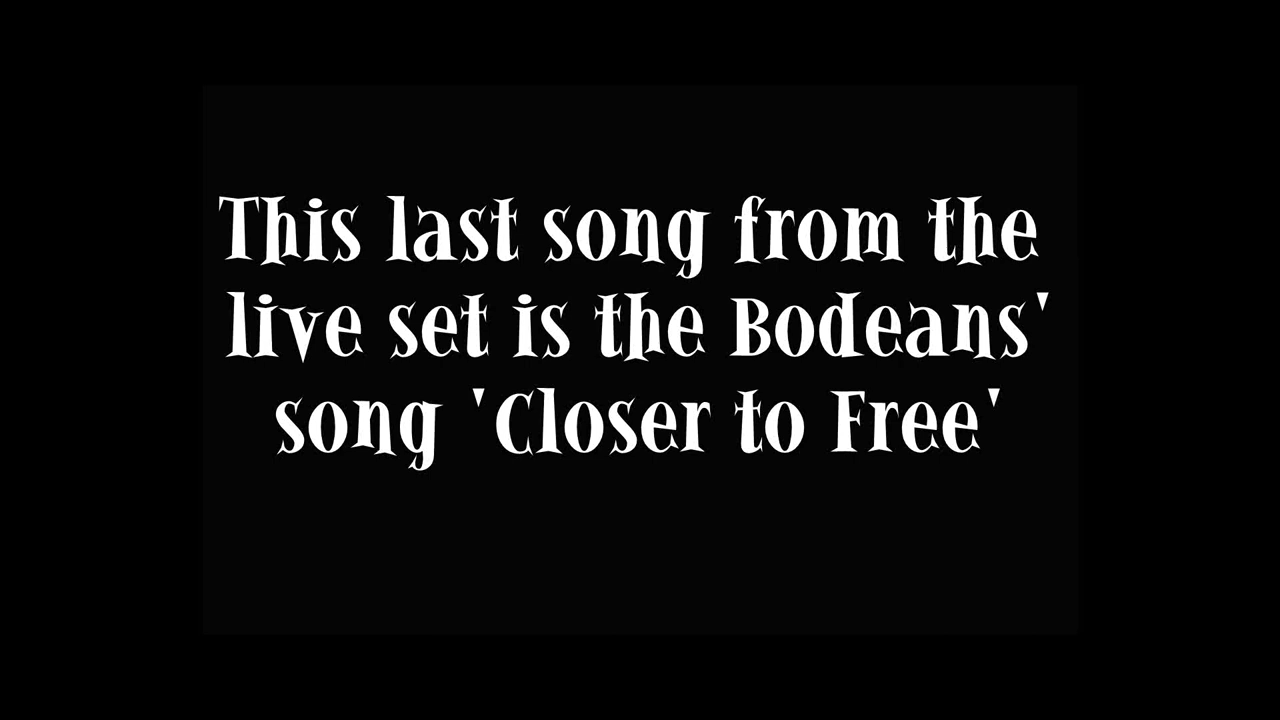 This last song from the
live set is the Bodeans'
song 'Closer to Free'